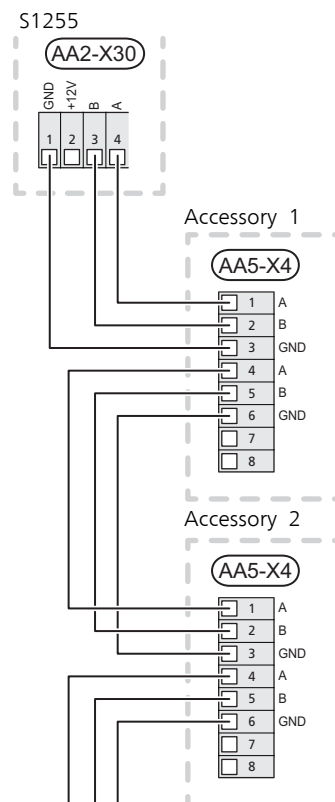 S1255
AA2-X30
GND +12V B A
1 2 3 4
Accessory 1
AA5-X4
1 A
2 B
3 GND
4 A
5 B
6 GND
7
8
Accessory 2
AA5-X4
1 A
2 B
3 GND
4 A
5 B
6 GND
7
8